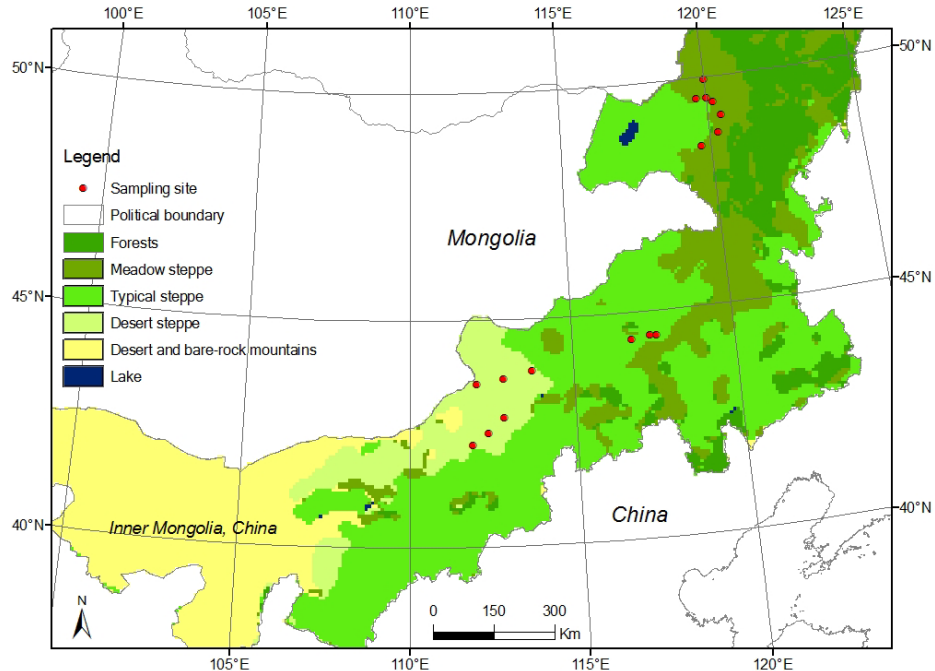 100°E 105°E 110°E 115°E 120°E 125°E
50°N
50°N
Legend
Sampling site
Political boundary
Forests
Meadow steppe
Typical steppe
Desert steppe
Desert and bare-rock mountains
Lake
Mongolia
45°N
45°N
40°N
40°N
Inner Mongolia, China
China
N
0 150 300
Km
105°E 110°E 115°E 120°E